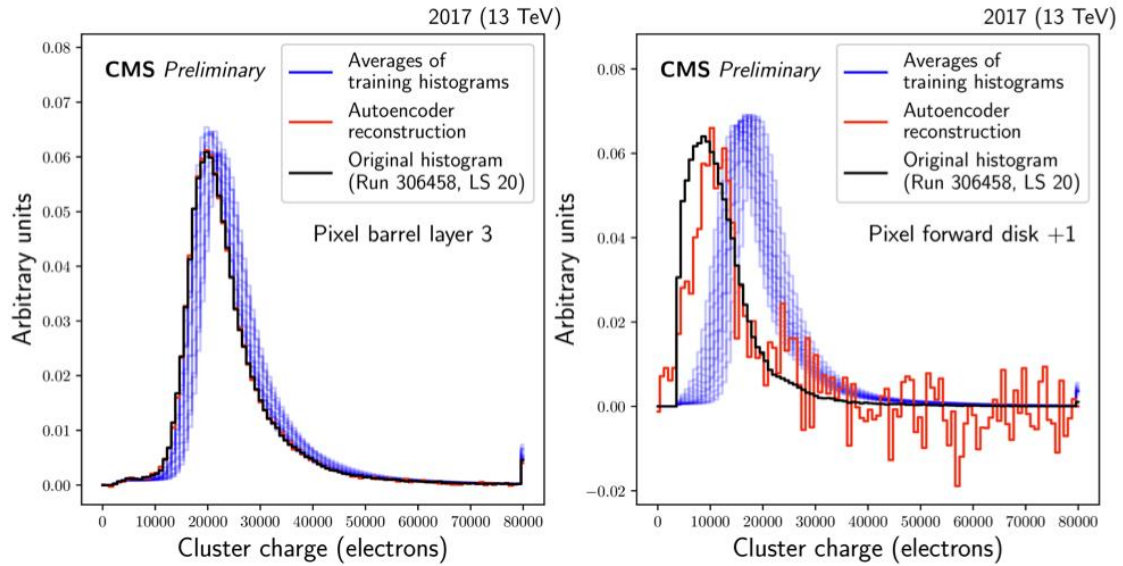 2017 (13 TeV)
CMS Preliminary
Averages of
training histograms
Autoencoder
reconstruction
Original histogram
(Run 306458, LS 20)
Pixel barrel layer 3
Arbitrary units
0.08
0.07
0.06
0.05
0.04
0.03
0.02
0.01
0.00
0 10000 20000 30000 40000 50000 60000 70000 80000
Cluster charge (electrons)
2017 (13 TeV)
CMS Preliminary
Averages of
training histograms
Autoencoder
reconstruction
Original histogram
(Run 306458, LS 20)
Pixel forward disk +1
Arbitrary units
0.08
0.06
0.04
0.02
0.00
−0.02
0 10000 20000 30000 40000 50000 60000 70000 80000
Cluster charge (electrons)